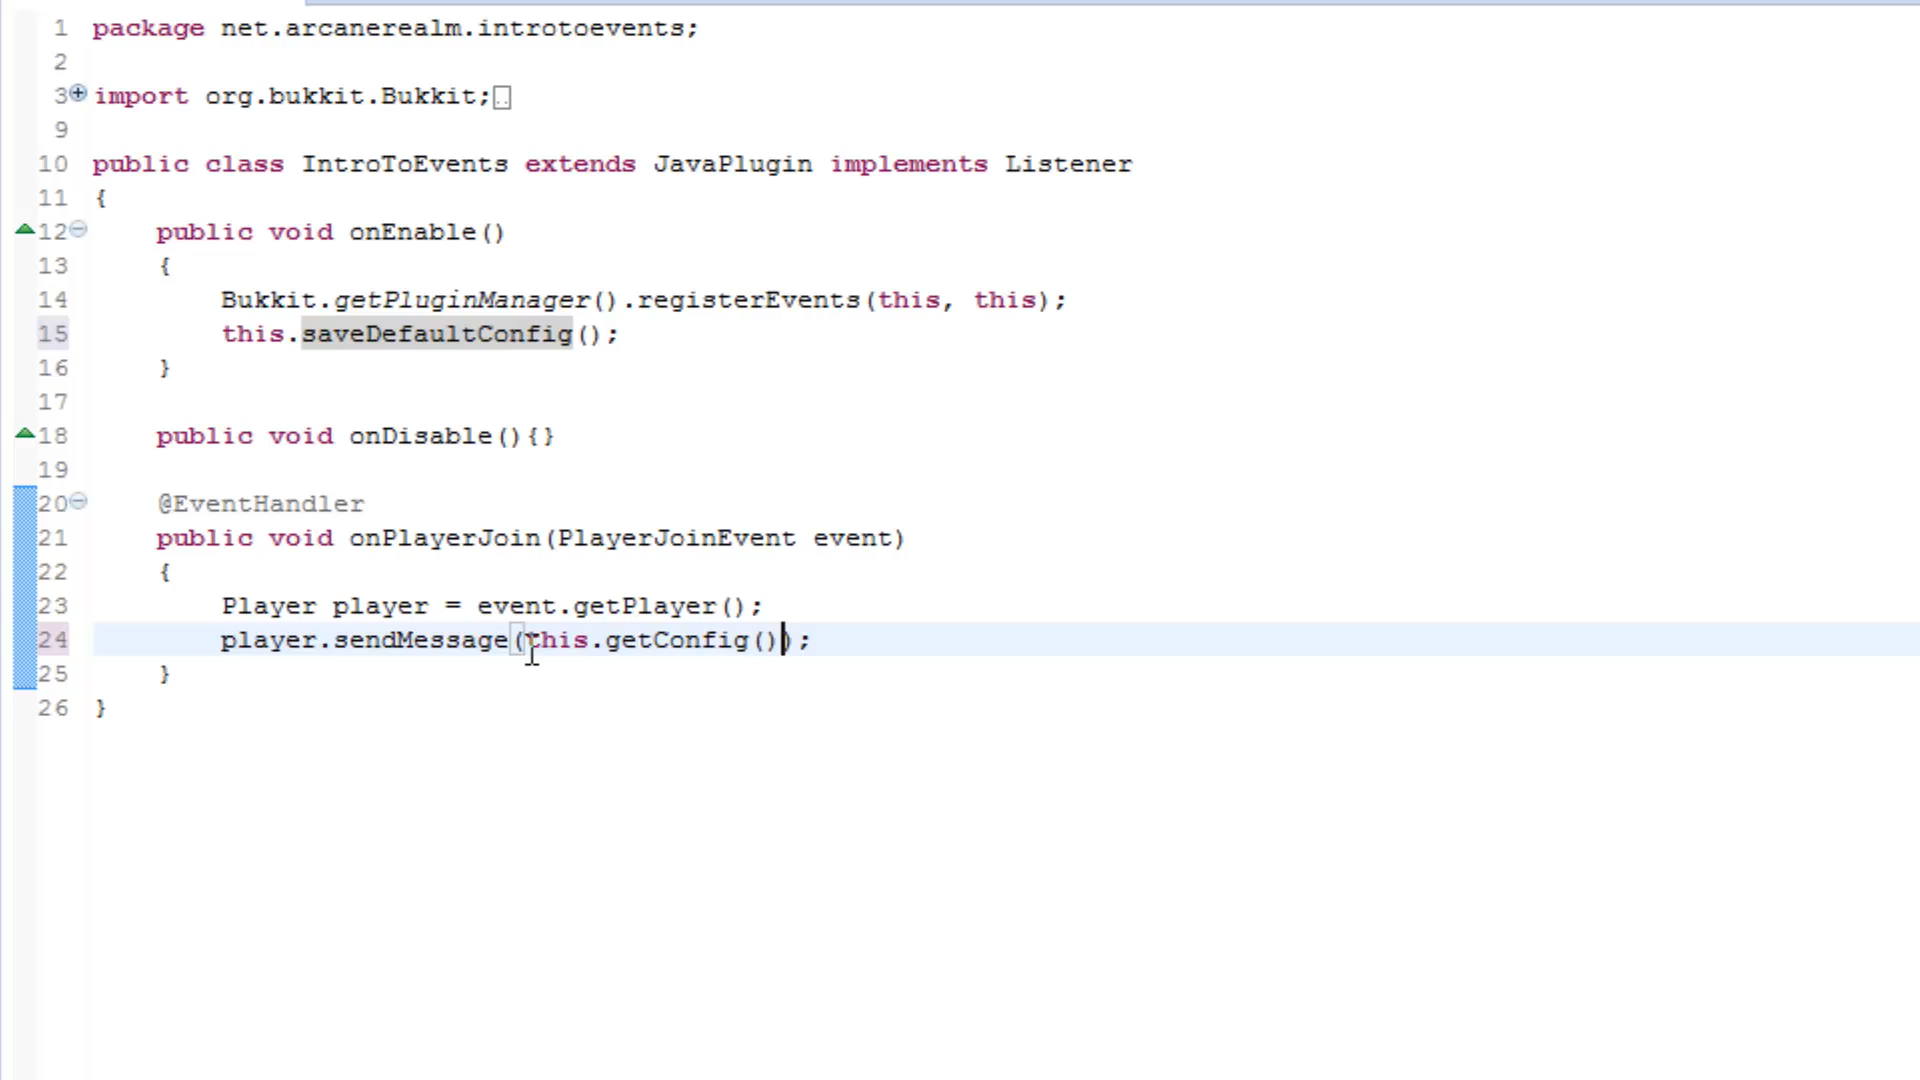 1 package net.arcanerealm.introtoevents;
2
3 import org.bukkit.Bukkit;
9
10 public class IntroToEvents extends JavaPlugin implements Listener
11 {
12 public void onEnable()
13 {
14 Bukkit.getPluginManager().registerEvents(this, this);
15 this.saveDefaultConfig();
16 }
17
18 public void onDisable(){}
19
20 @EventHandler
21 public void onPlayerJoin(PlayerJoinEvent event)
22 {
23 Player player = event.getPlayer();
24 player.sendMessage(this.getConfig());
25 }
26 }